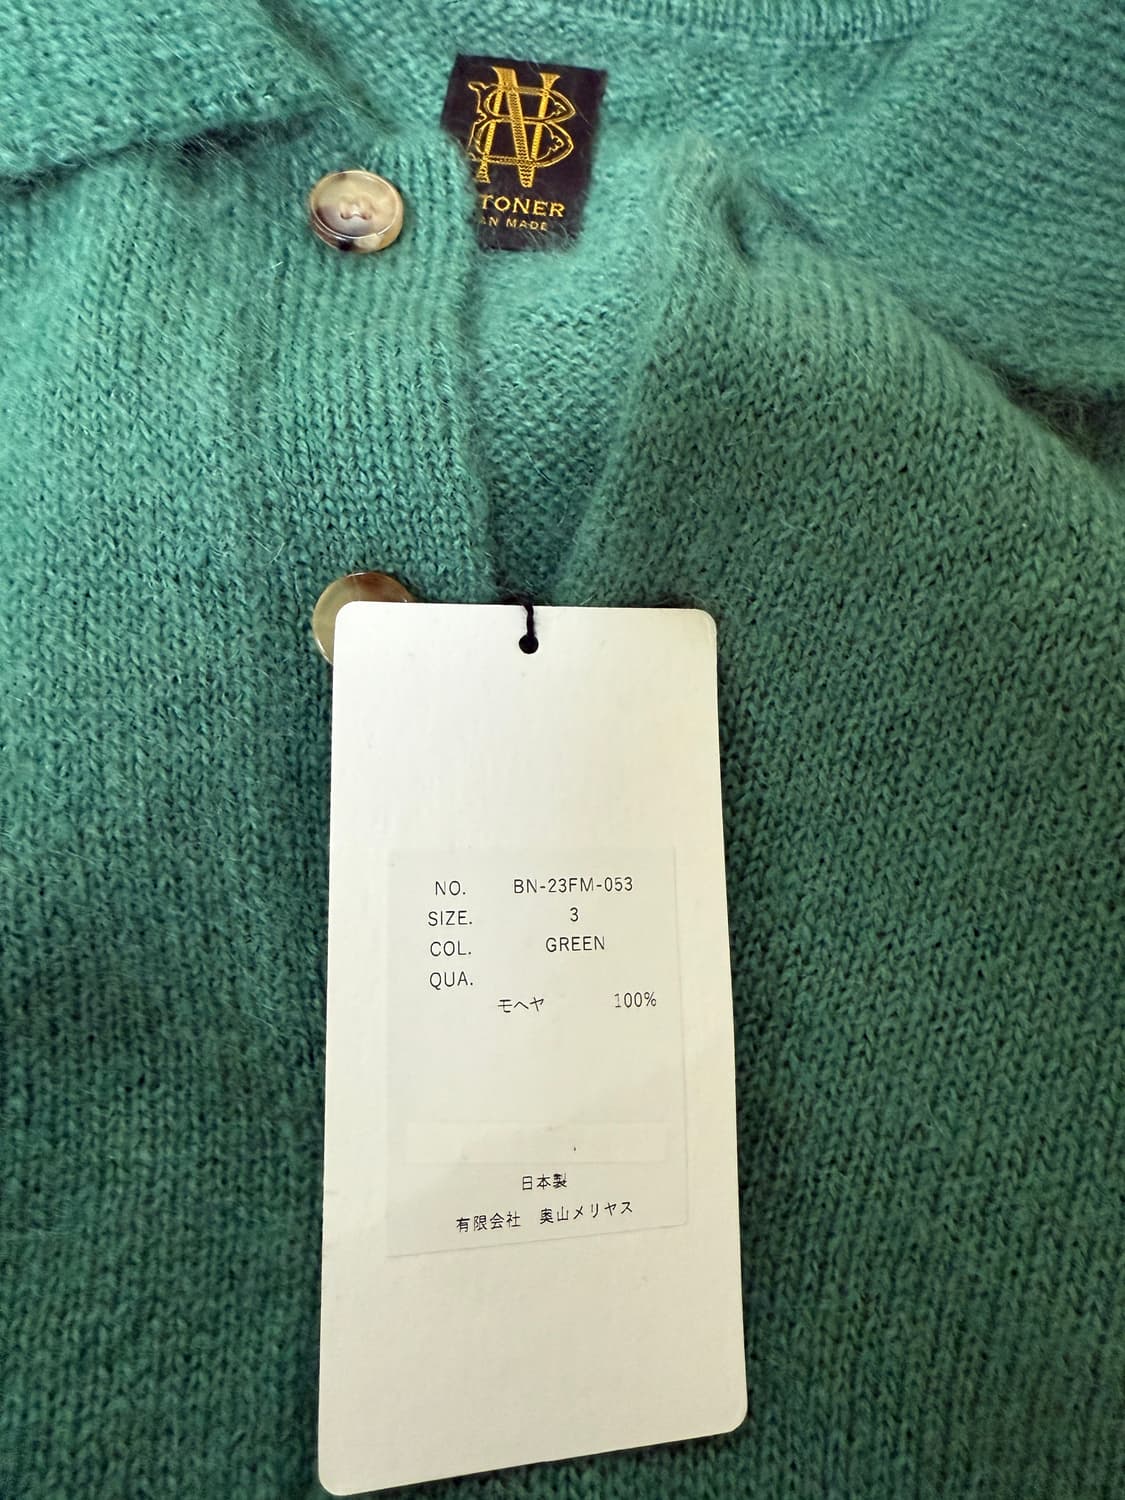 BN
TONER
AN MADE
NO. BN-23FM-053
SIZE. 3
COL. GREEN
QUA.
モヘヤ 100%
日本製
有限会社 奥山メリヤス